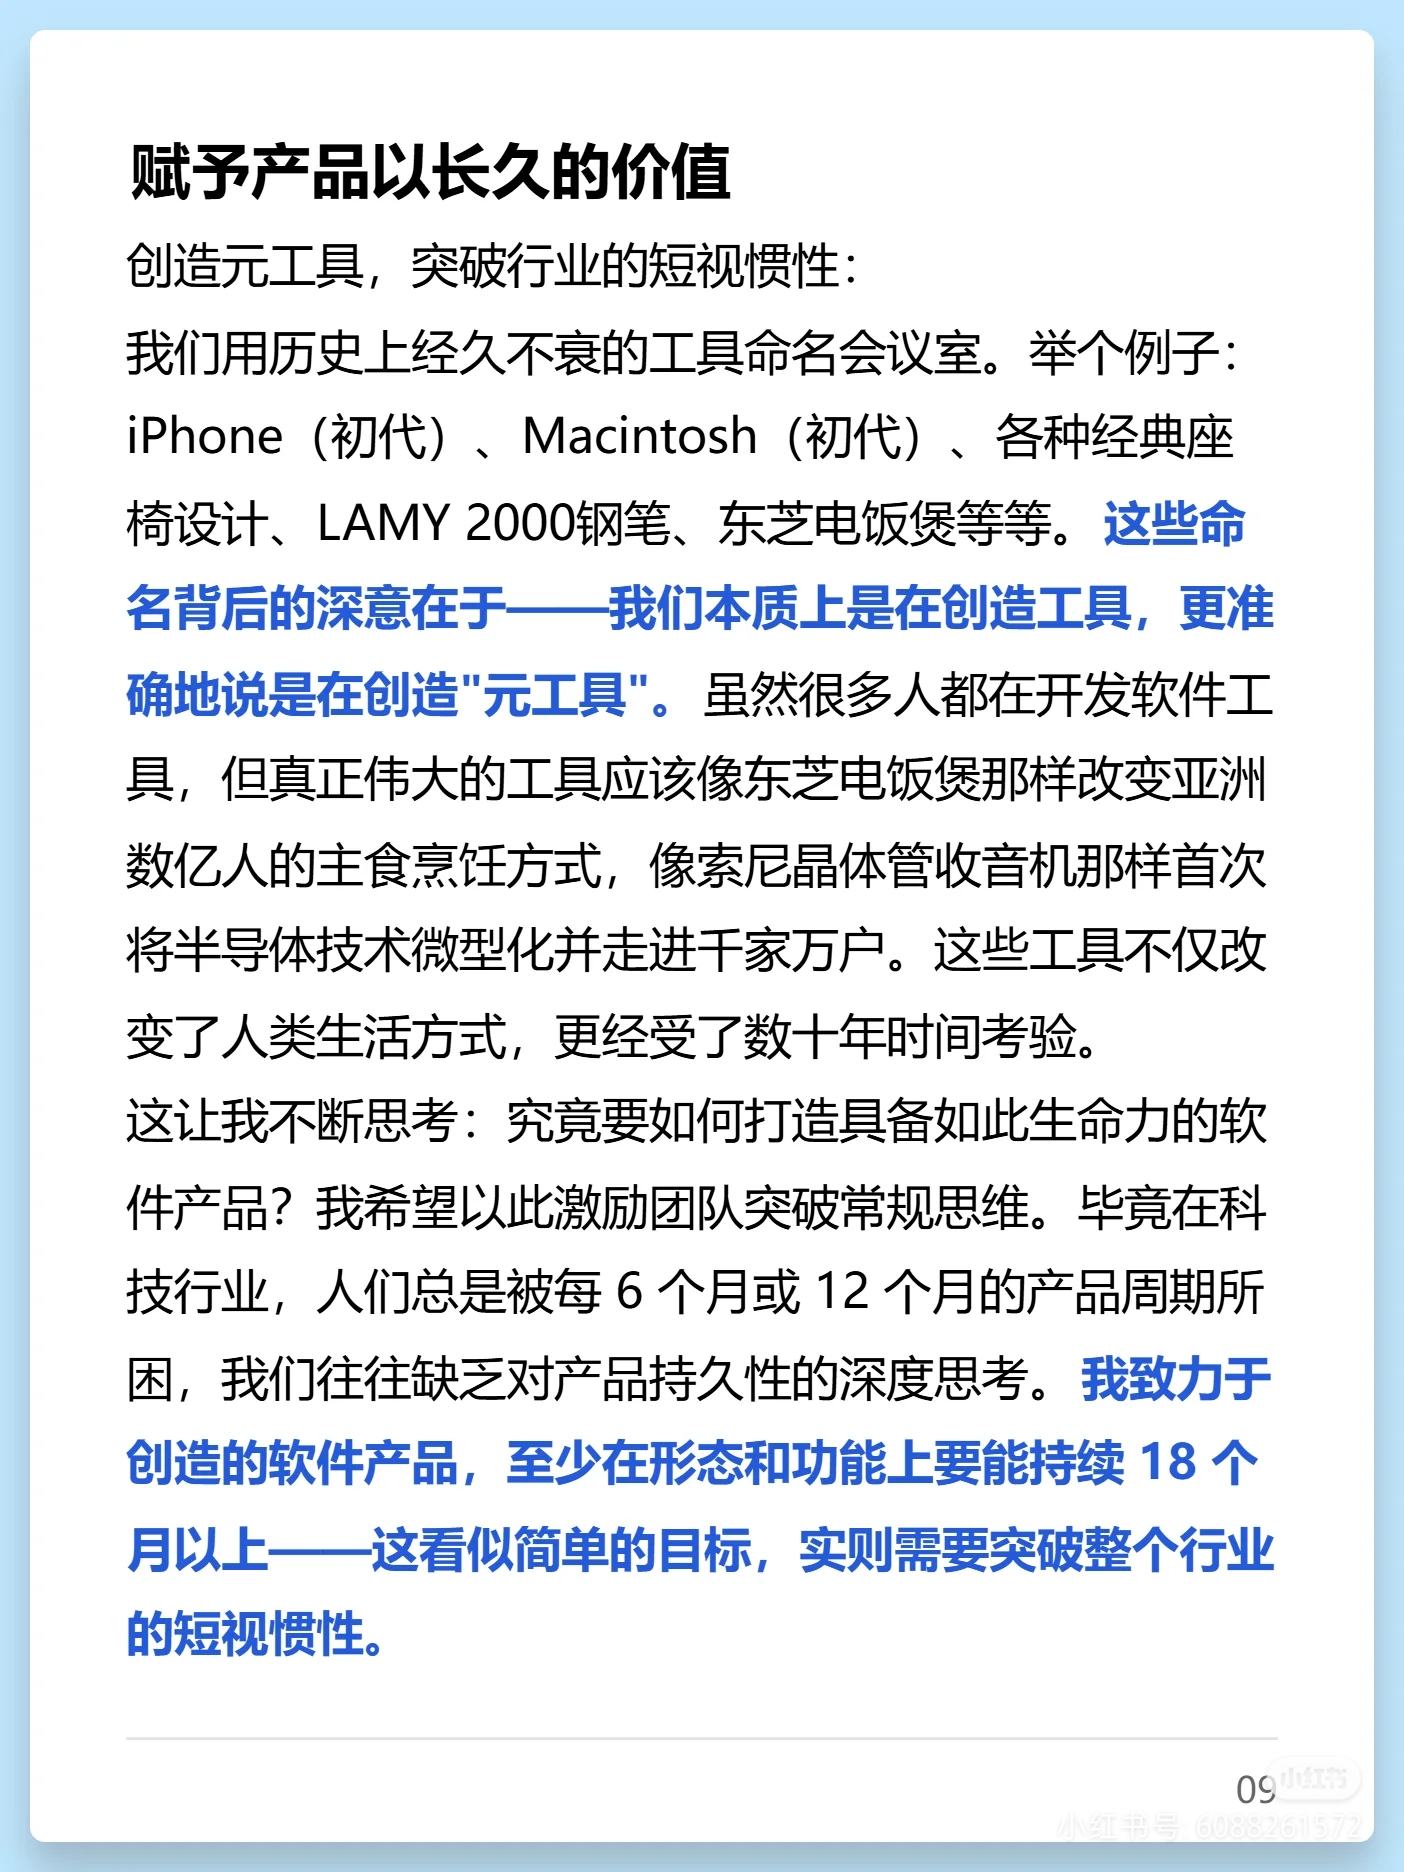 赋予产品以长久的价值
创造元工具，突破行业的短视惯性：
我们用历史上经久不衰的工具命名会议室。举个例子：
iPhone（初代）、Macintosh（初代）、各种经典座
椅设计、LAMY 2000钢笔、东芝电饭煲等等。这些命
名背后的深意在于——我们本质上是在创造工具，更准
确地说是在创造"元工具"。虽然很多人都在开发软件工
具，但真正伟大的工具应该像东芝电饭煲那样改变亚洲
数亿人的主食烹饪方式，像索尼晶体管收音机那样首次
将半导体技术微型化并走进千家万户。这些工具不仅改
变了人类生活方式，更经受了数十年时间考验。
这让我不断思考：究竟要如何打造具备如此生命力的软
件产品？我希望以此激励团队突破常规思维。毕竟在科
技行业，人们总是被每 6 个月或 12 个月的产品周期所
困，我们往往缺乏对产品持久性的深度思考。我致力于
创造的软件产品，至少在形态和功能上要能持续 18 个
月以上——这看似简单的目标，实则需要突破整个行业
的短视惯性。
09
小红书
小红书号 6088261572